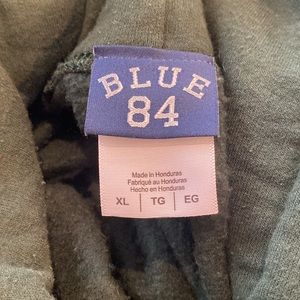 BLUE
84
Made in Honduras
Fabriqué au Honduras
Hecho en Honduras
XL | TG | EG